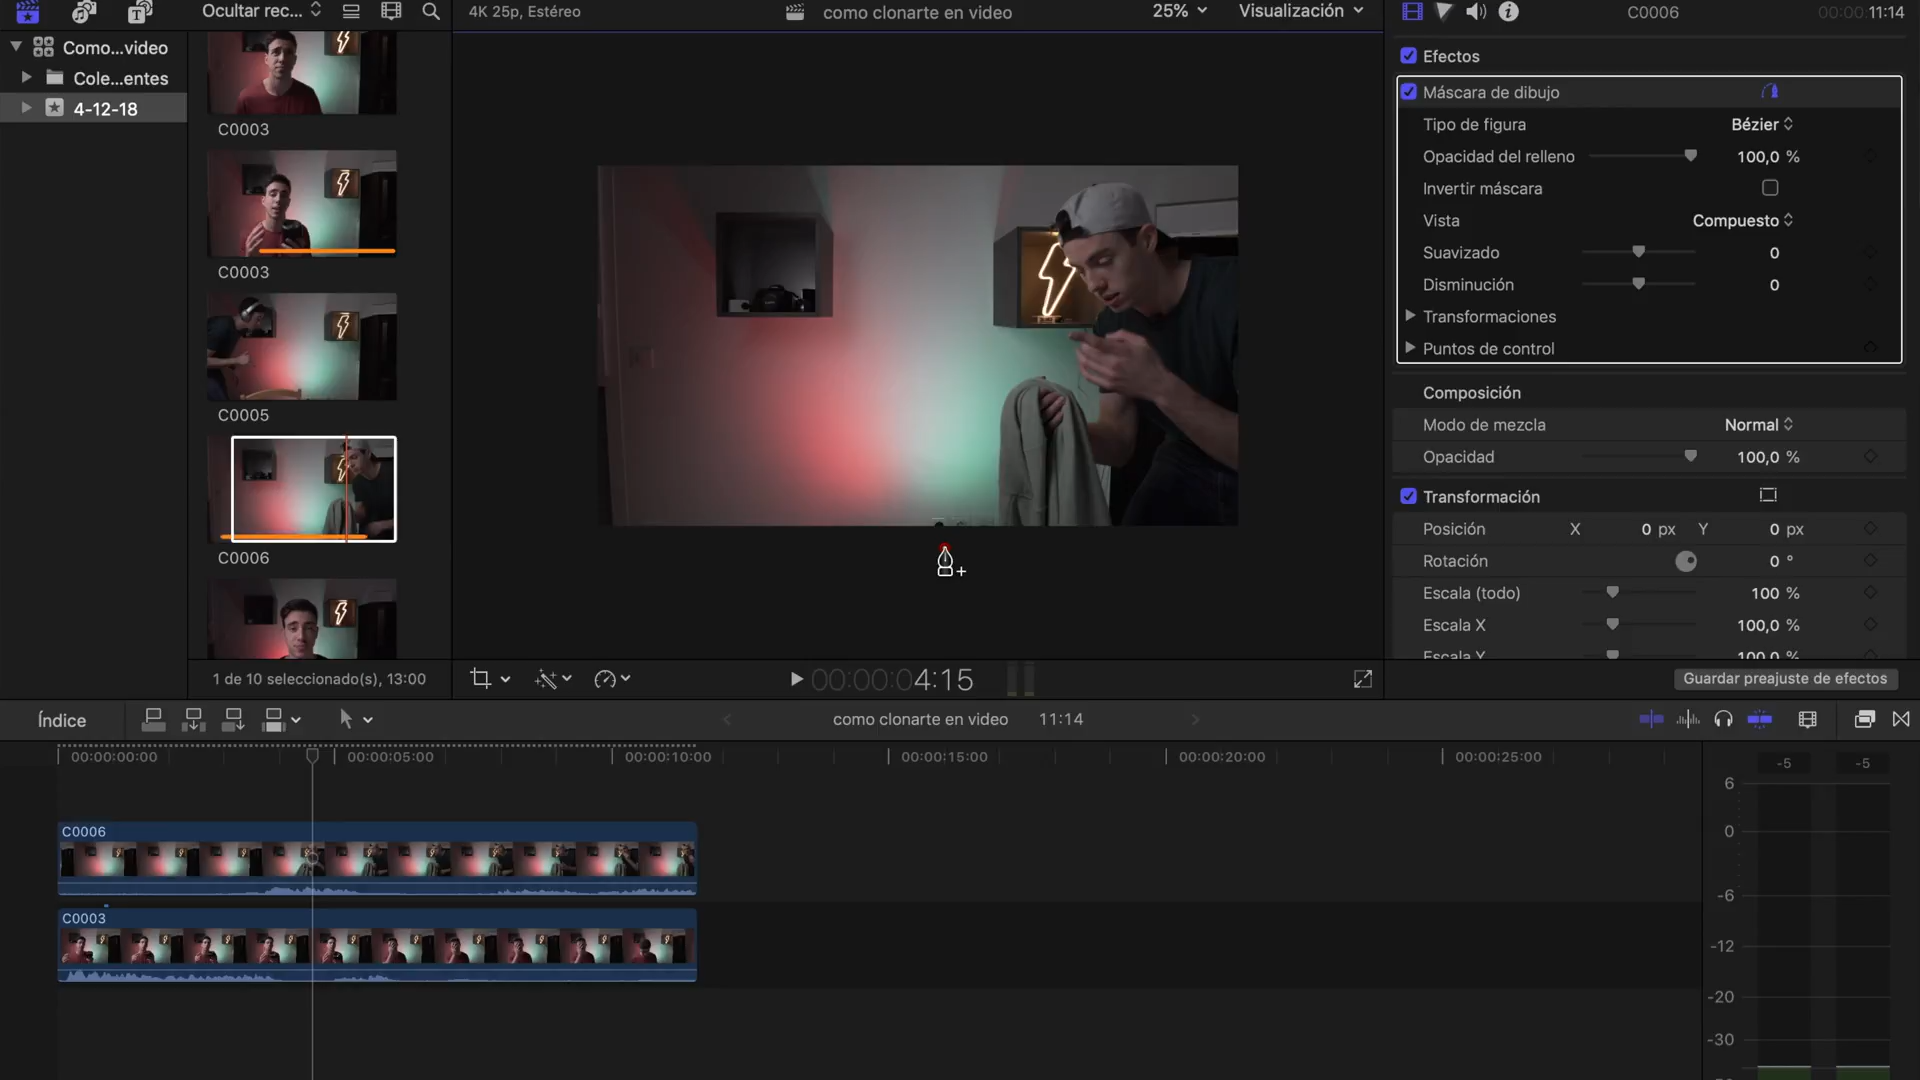 Ocultar rec...
4K 25p, Estéreo
como clonarte en video
25%
Visualización
C0006
00:00:00:11:14
Como...video
Cole...entes
4-12-18
C0003
C0003
C0005
C0006
1 de 10 seleccionado(s), 13:00
00:00:00:04:15
Efectos
Máscara de dibujo
Tipo de figura
Bézier
Opacidad del relleno
100,0 %
Invertir máscara
Vista
Compuesto
Suavizado
0
Disminución
0
Transformaciones
Puntos de control
Composición
Modo de mezcla
Normal
Opacidad
100,0 %
Transformación
Posición X 0 px Y 0 px
Rotación
0 °
Escala (todo)
100 %
Escala X
100,0 %
Escala Y
100,0 %
Guardar preajuste de efectos
Índice
como clonarte en video
11:14
00:00:00:00
00:00:05:00
00:00:10:00
00:00:15:00
00:00:20:00
00:00:25:00
C0006
C0003
-5 -5
6
0
-6
-12
-20
-30